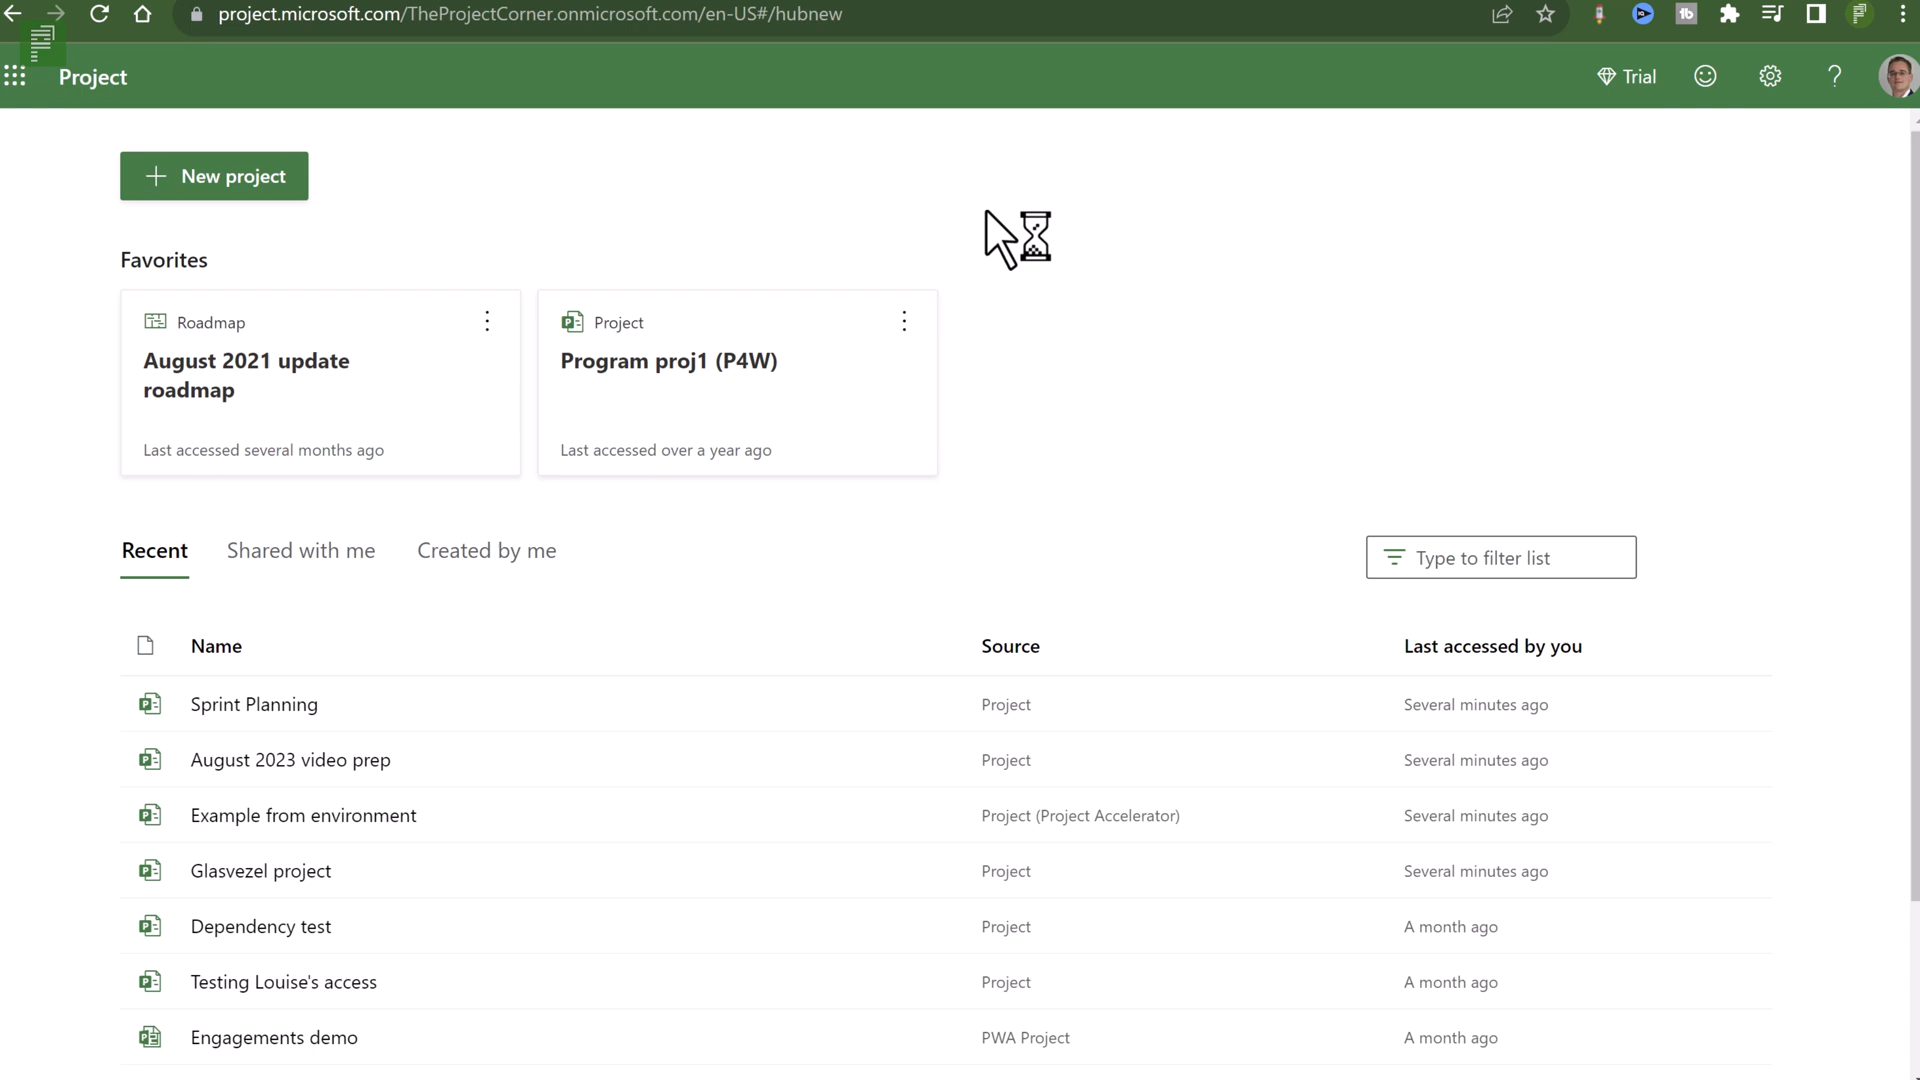 project.microsoft.com/TheProjectCorner.onmicrosoft.com/en-US#/hubnew
Project
Trial
New project
Favorites
Roadmap
August 2021 update
roadmap
Last accessed several months ago
Project
Program proj1 (P4W)
Last accessed over a year ago
Recent Shared with me Created by me
Type to filter list
Name Source Last accessed by you
Sprint Planning Project Several minutes ago
August 2023 video prep Project Several minutes ago
Example from environment Project (Project Accelerator) Several minutes ago
Glasvezel project Project Several minutes ago
Dependency test Project A month ago
Testing Louise's access Project A month ago
Engagements demo PWA Project A month ago